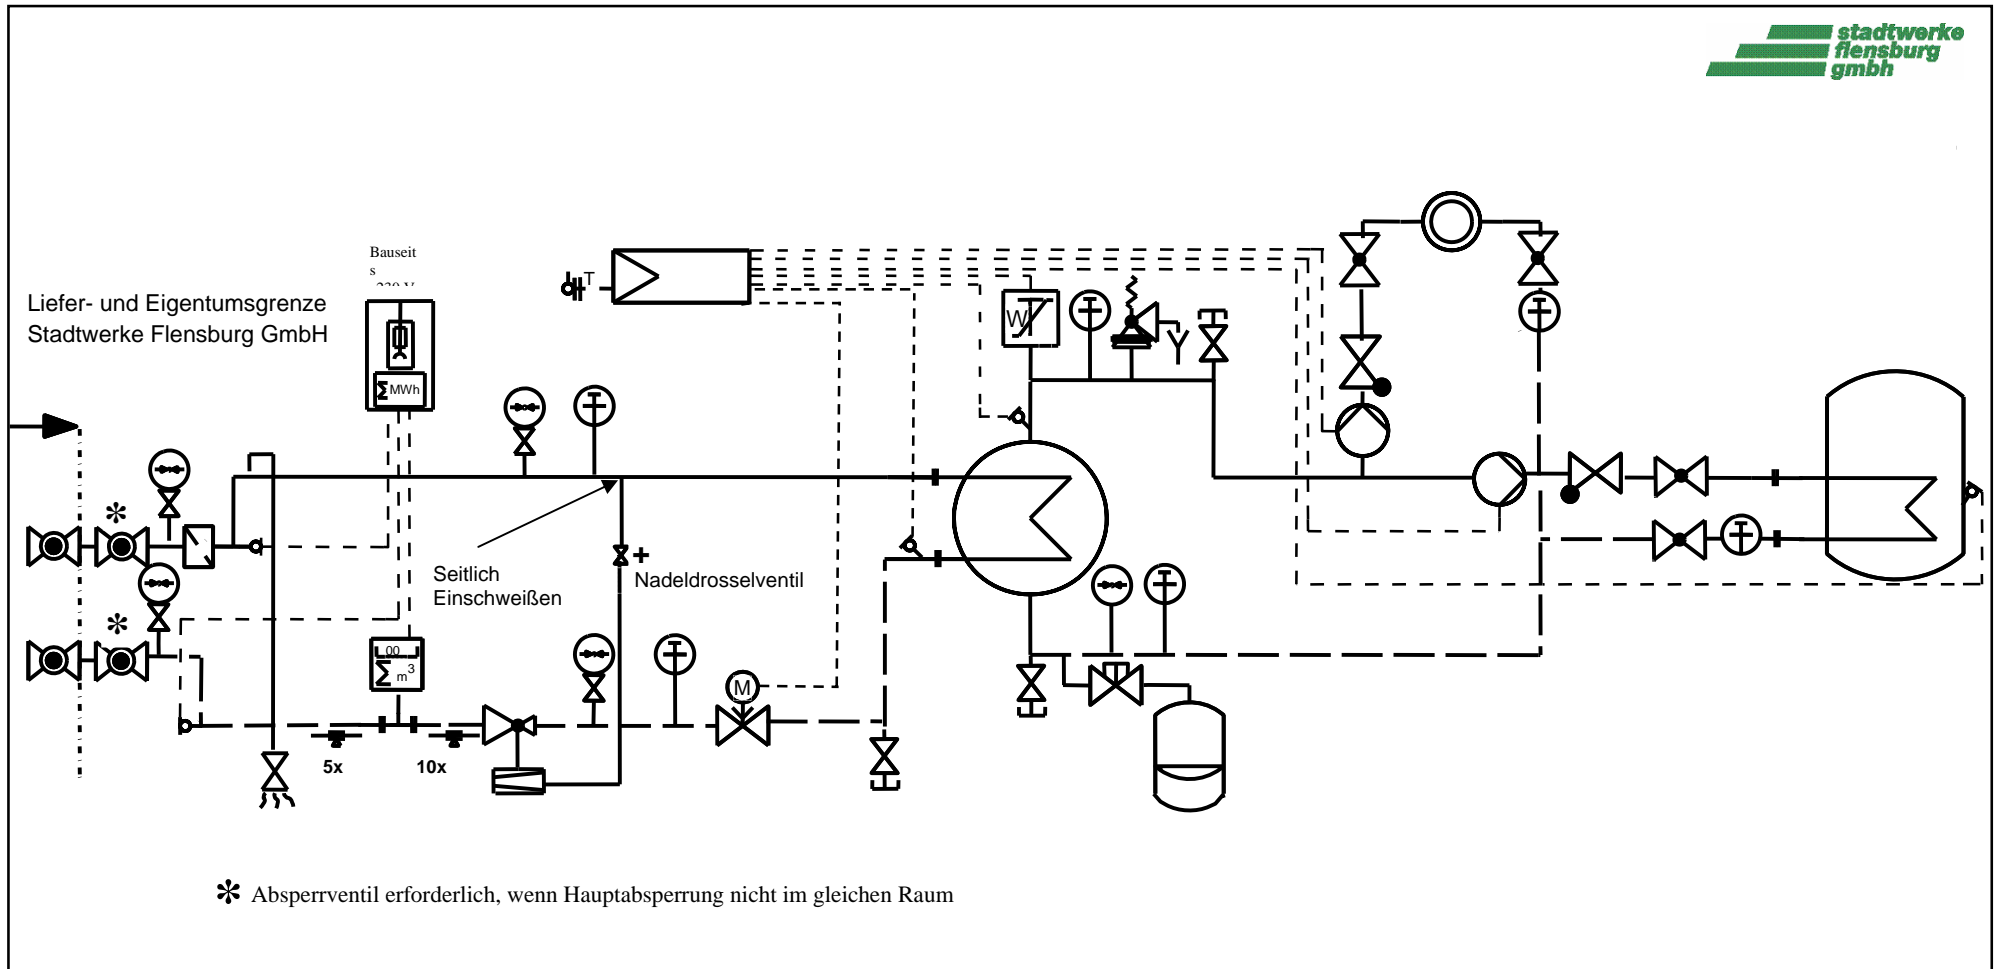 stadtwerke
flensburg
gmbh
Bauseit
s
Liefer- und Eigentumsgrenze
Stadtwerke Flensburg GmbH
T
W
Σ MWh
*
Seitlich
Einschweißen
+
Nadeldrosselventil
*
00
Σ m³
M
5x
10x
* Absperrventil erforderlich, wenn Hauptabsperrung nicht im gleichen Raum